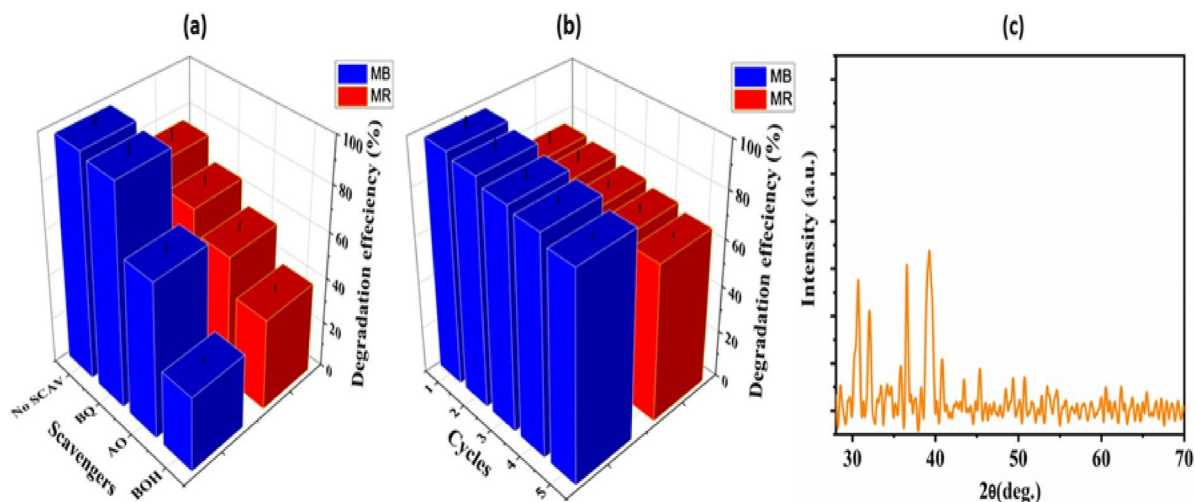 (a)
MB
MR
100
80
60
40
20
0
Degradation effeciency (%)
No SCAV
BQ
AO
BOH
Scavengers
(b)
MB
MR
100
80
60
40
20
0
Degradation effeciency (%)
1
2
3
4
5
Cycles
(c)
Intensity (a.u.)
30
40
50
60
70
2θ(deg.)